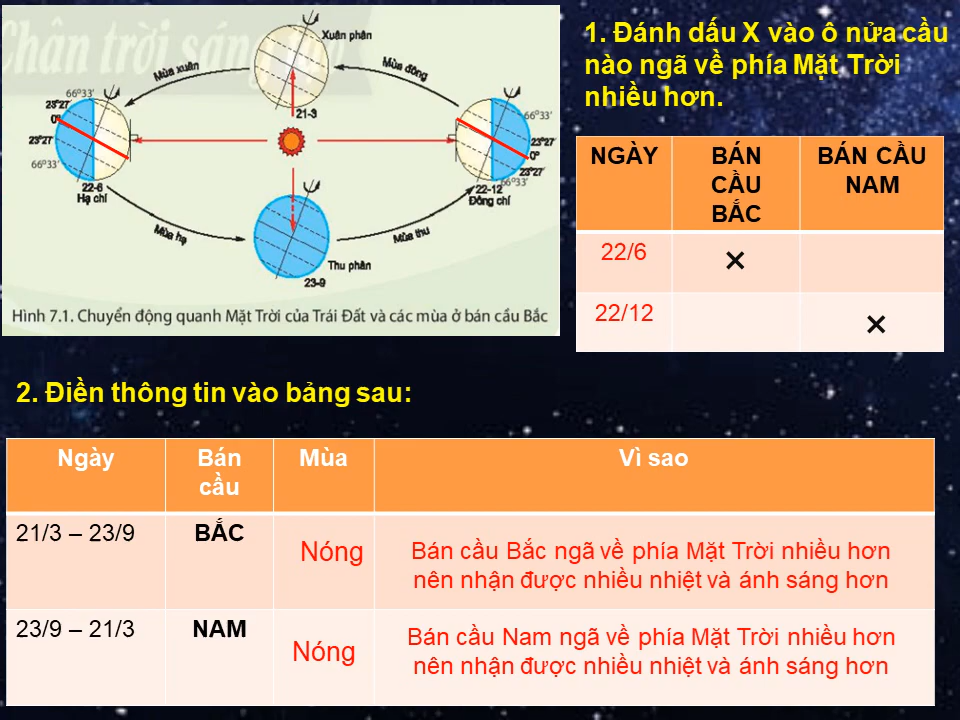 Chân trời sáng
Xuân phân
Mùa xuân
Mùa đông
21-3
66°33'
23°27'
0°
23°27'
66°33'
22-6
Hạ chí
66°33'
23°27'
0°
23°27'
66°33'
22-12
Đông chí
Mùa hạ
Mùa thu
Thu phân
23-9
Hình 7.1. Chuyển động quanh Mặt Trời của Trái Đất và các mùa ở bán cầu Bắc
1. Đánh dấu X vào ô nửa cầu
nào ngã về phía Mặt Trời
nhiều hơn.
NGÀY BÁN CẦU NAM
BÁN
CẦU
BẮC
BÁN CẦU
NAM
22/6 ×
22/12 ×
2. Điền thông tin vào bảng sau:
Ngày
Bán
cầu
Mùa
Vì sao
21/3 – 23/9
BẮC
Nóng
Bán cầu Bắc ngã về phía Mặt Trời nhiều hơn
nên nhận được nhiều nhiệt và ánh sáng hơn
23/9 – 21/3
NAM
Nóng
Bán cầu Nam ngã về phía Mặt Trời nhiều hơn
nên nhận được nhiều nhiệt và ánh sáng hơn